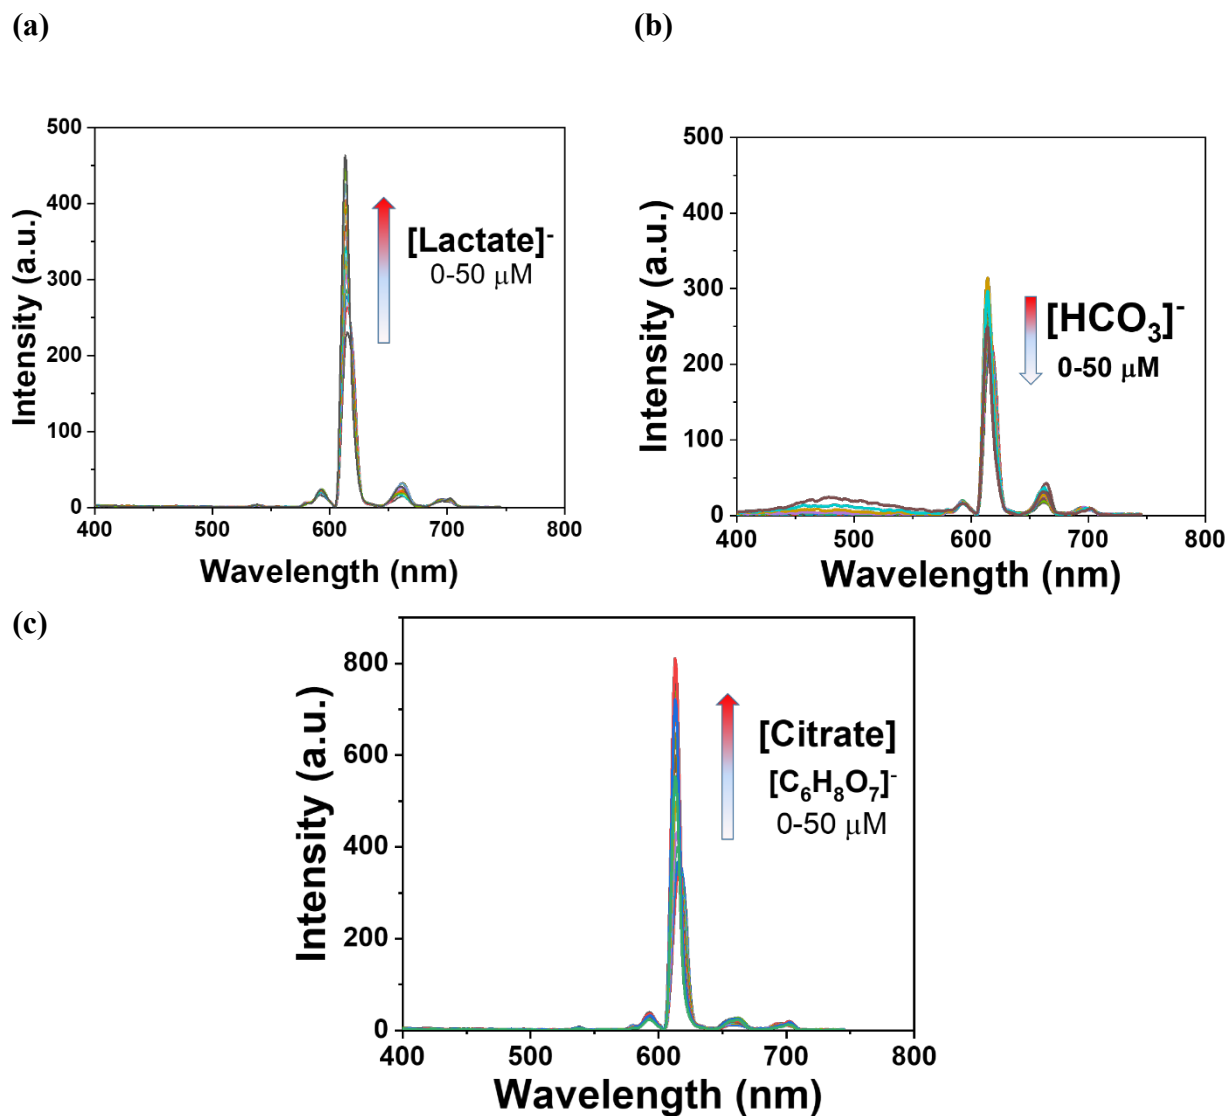 (a)
(b)
500
400
300
200
100
0
400 500 600 700 800
Intensity (a.u.)
Wavelength (nm)
[Lactate]⁻
0-50 μM
500
400
300
200
100
0
400 500 600 700 800
Intensity (a.u.)
Wavelength (nm)
[HCO₃]⁻
0-50 μM
(c)
800
600
400
200
0
400 500 600 700 800
Intensity (a.u.)
Wavelength (nm)
[Citrate]
[C₆H₈O₇]⁻
0-50 μM